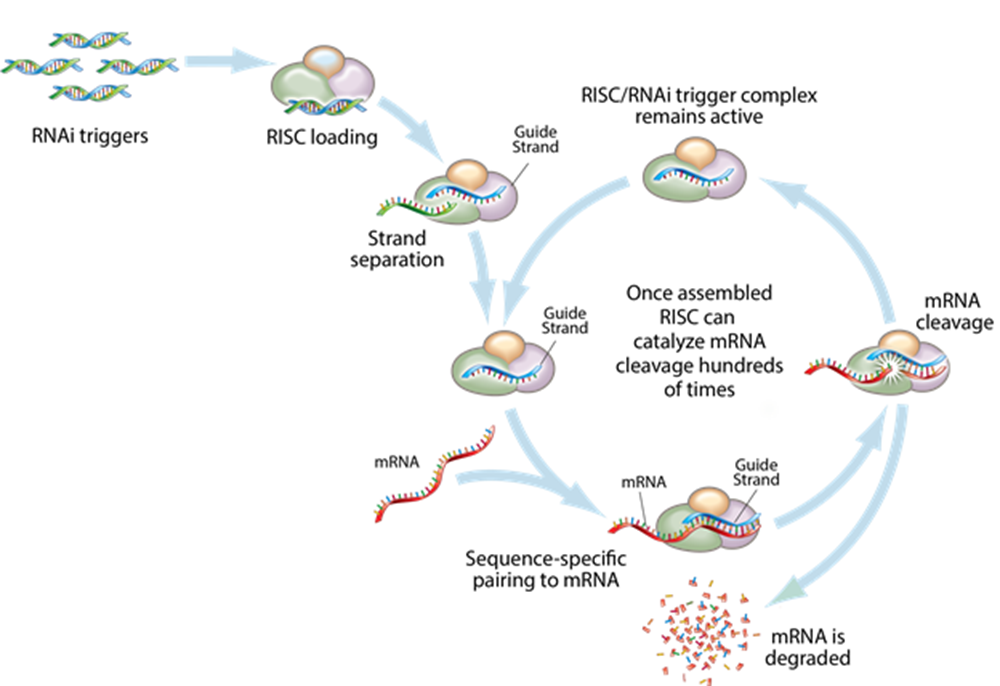 RNAi triggers
RISC loading
Guide
Strand
Strand
separation
RISC/RNAi trigger complex
remains active
Guide
Strand
Once assembled
RISC can
catalyze mRNA
cleavage hundreds
of times
mRNA
cleavage
mRNA
mRNA
Guide
Strand
Sequence-specific
pairing to mRNA
mRNA is
degraded